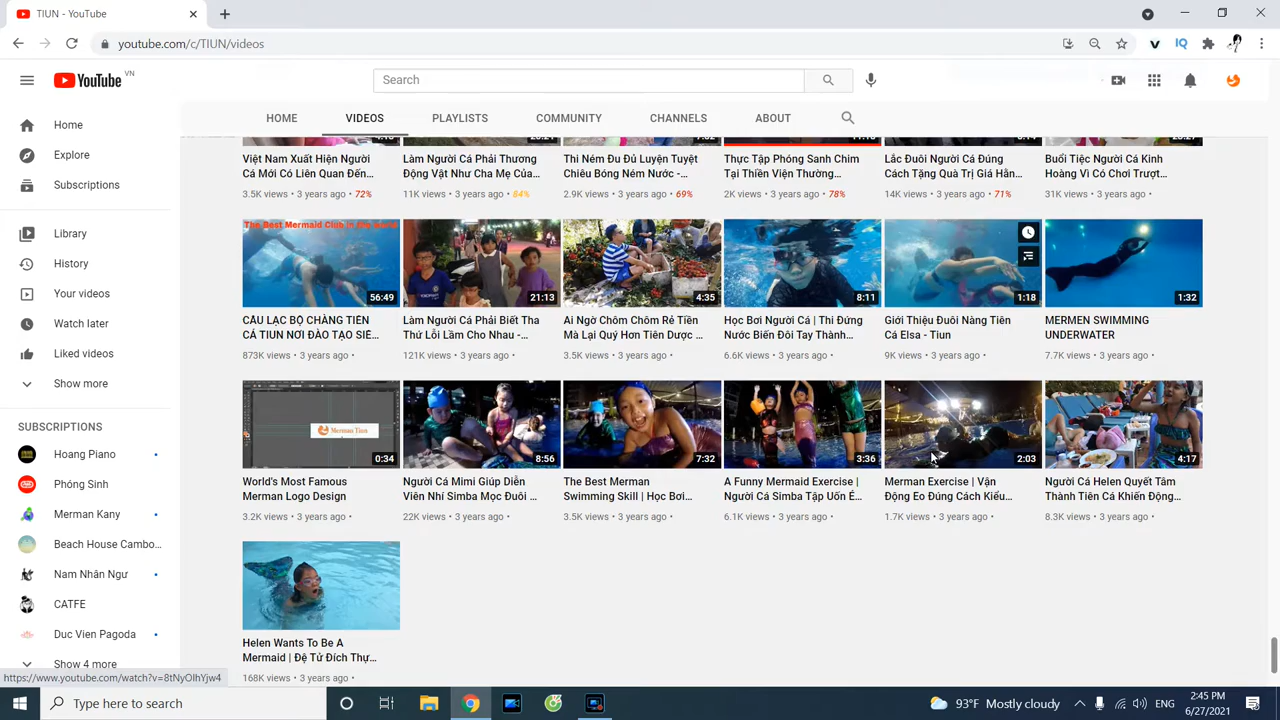 TIUN - YouTube
youtube.com/c/TIUN/videos
YouTube VN
Search
HOME VIDEOS PLAYLISTS COMMUNITY CHANNELS ABOUT
Home
Explore
Subscriptions
Library
History
Your videos
Watch later
Liked videos
Show more
SUBSCRIPTIONS
Hoang Piano
Phóng Sinh
Merman Kany
Beach House Cambo...
Nam Nhân Ngư
CATFE
Duc Vien Pagoda
Show 4 more
Việt Nam Xuất Hiện Người
Cá Mới Có Liên Quan Đến...
3.5K views • 3 years ago • 72%
Làm Người Cá Phải Thương
Động Vật Như Cha Mẹ Của...
11K views • 3 years ago • 84%
Thi Ném Đu Đủ Luyện Tuyệt
Chiêu Bóng Ném Nước -...
2.9K views • 3 years ago • 69%
Thực Tập Phóng Sanh Chim
Tại Thiền Viện Thường...
2K views • 3 years ago • 78%
Lắc Đuôi Người Cá Đúng
Cách Tặng Quà Trị Giá Hằn...
14K views • 3 years ago • 71%
Buổi Tiệc Người Cá Kinh
Hoàng Vì Có Chơi Trượt...
6.6K views • 3 years ago •
The Best Mermaid Club in the world
56:49
CÂU LẠC BỘ CHÀNG TIÊN
CÁ TIUN NƠI ĐÀO TẠO SIÊ...
873K views • 3 years ago •
21:13
Làm Người Cá Phải Biết Tha
Thứ Lỗi Lầm Cho Nhau -...
121K views • 3 years ago •
4:35
Ai Ngờ Chôm Chôm Rẻ Tiền
Mà Lại Quý Hơn Tiên Dược ...
3.5K views • 3 years ago •
8:11
Học Bơi Người Cá | Thi Đứng
Nước Biến Đôi Tay Thành...
6.6K views • 3 years ago •
1:18
Giới Thiệu Đuôi Nàng Tiên
Cá Elsa - Tiun
9K views • 3 years ago •
1:32
MERMEN SWIMMING
UNDERWATER
7.7K views • 3 years ago •
Merman Tiun
0:34
World's Most Famous
Merman Logo Design
3.2K views • 3 years ago •
8:56
Người Cá Mimi Giúp Diễn
Viên Nhí Simba Mọc Đuôi ...
22K views • 3 years ago •
7:32
The Best Merman
Swimming Skill | Học Bơi...
3.5K views • 3 years ago •
3:36
A Funny Mermaid Exercise |
Người Cá Simba Tập Uốn É...
6.1K views • 3 years ago •
2:03
Merman Exercise | Vận
Động Eo Đúng Cách Kiểu...
1.7K views • 3 years ago •
4:17
Người Cá Helen Quyết Tâm
Thành Tiên Cá Khiến Động...
8.3K views • 3 years ago •
Helen Wants To Be A
Mermaid | Đệ Tử Đích Thự...
168K views • 3 years ago •
https://www.youtube.com/watch?v=8tNyOIhYjw4
Type here to search
93°F Mostly cloudy
ENG
2:45 PM
6/27/2021